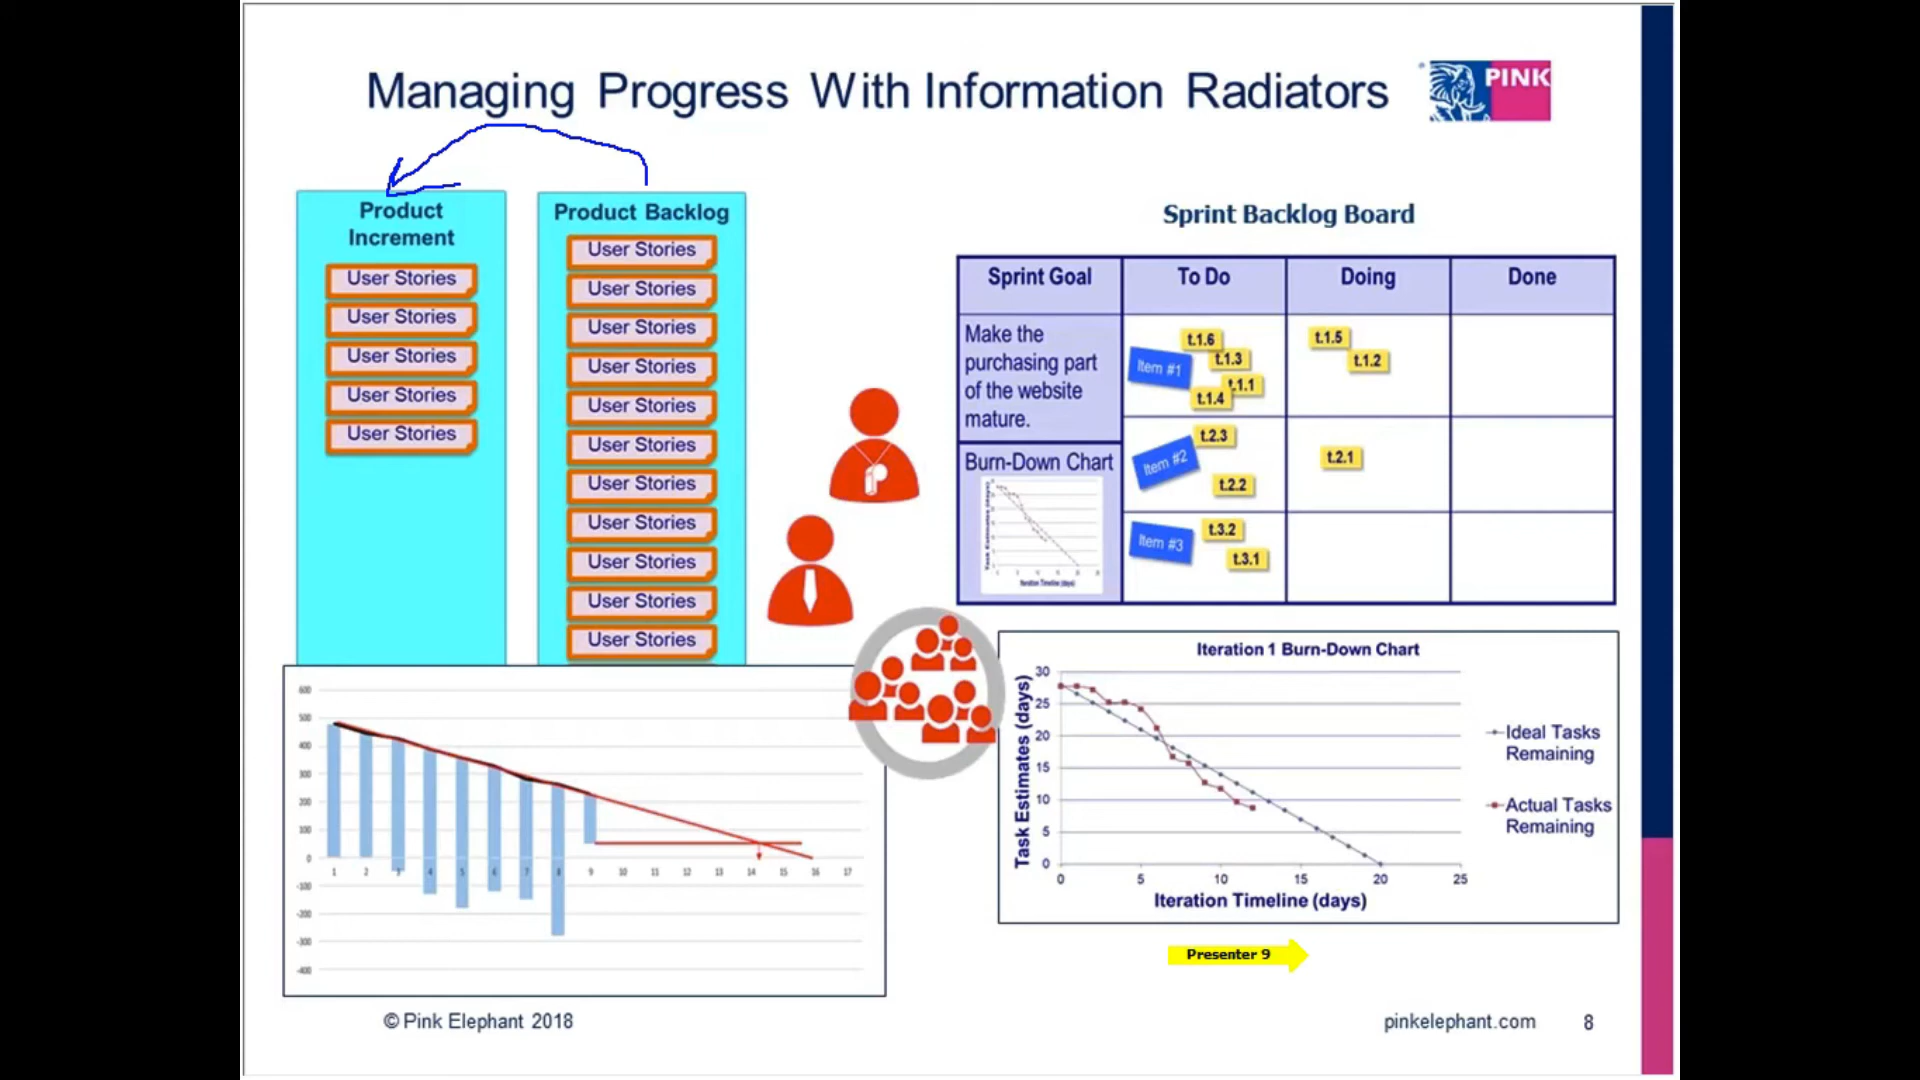 Managing Progress With Information Radiators
PINK
Product
Increment
User Stories
User Stories
User Stories
User Stories
User Stories
Product Backlog
User Stories
User Stories
User Stories
User Stories
User Stories
User Stories
User Stories
User Stories
User Stories
User Stories
User Stories
Sprint Backlog Board
Sprint Goal
To Do
Doing
Done
Make the
purchasing part
of the website
mature.
Item #1
t.1.6
t.1.3
t.1.1
t.1.4
t.1.5
t.1.2
Burn-Down Chart
Task Estimates (days)
Iteration Timeline (days)
Item #2
t.2.3
t.2.2
t.2.1
Item #3
t.3.2
t.3.1
600
500
400
300
200
100
0
-100
-200
-300
-400
1 2 3 4 5 6 7 8 9 10 11 12 13 14 15 16 17
Iteration 1 Burn-Down Chart
Task Estimates (days)
30
25
20
15
10
5
0
0 5 10 15 20 25
Iteration Timeline (days)
Ideal Tasks
Remaining
Actual Tasks
Remaining
Presenter 9
© Pink Elephant 2018
pinkelephant.com
8